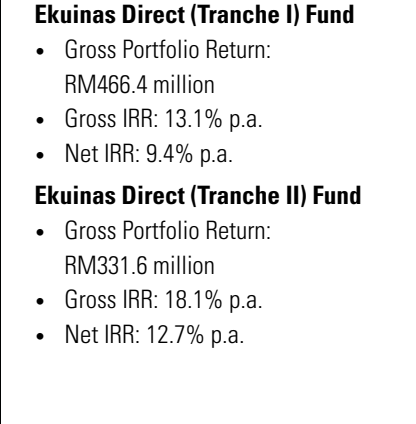 Ekuinas Direct (Tranche I) Fund
• Gross Portfolio Return:
RM466.4 million
• Gross IRR: 13.1% p.a.
• Net IRR: 9.4% p.a.
Ekuinas Direct (Tranche II) Fund
• Gross Portfolio Return:
RM331.6 million
• Gross IRR: 18.1% p.a.
• Net IRR: 12.7% p.a.